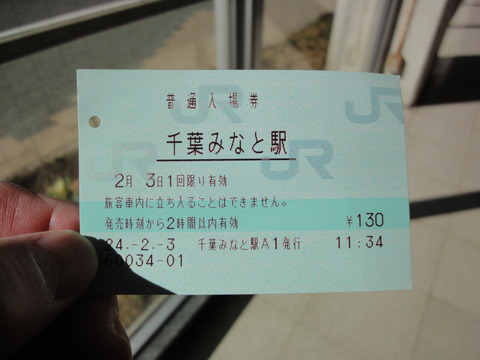 普通入場券
千葉みなと駅
2月 3日1回限り有効
旅客車内に立ち入ることはできません。
発売時刻から2時間以内有効 ¥130
24.-2.-3 千葉みなと駅A1発行 11:34
60034-01
JR
JR
JR